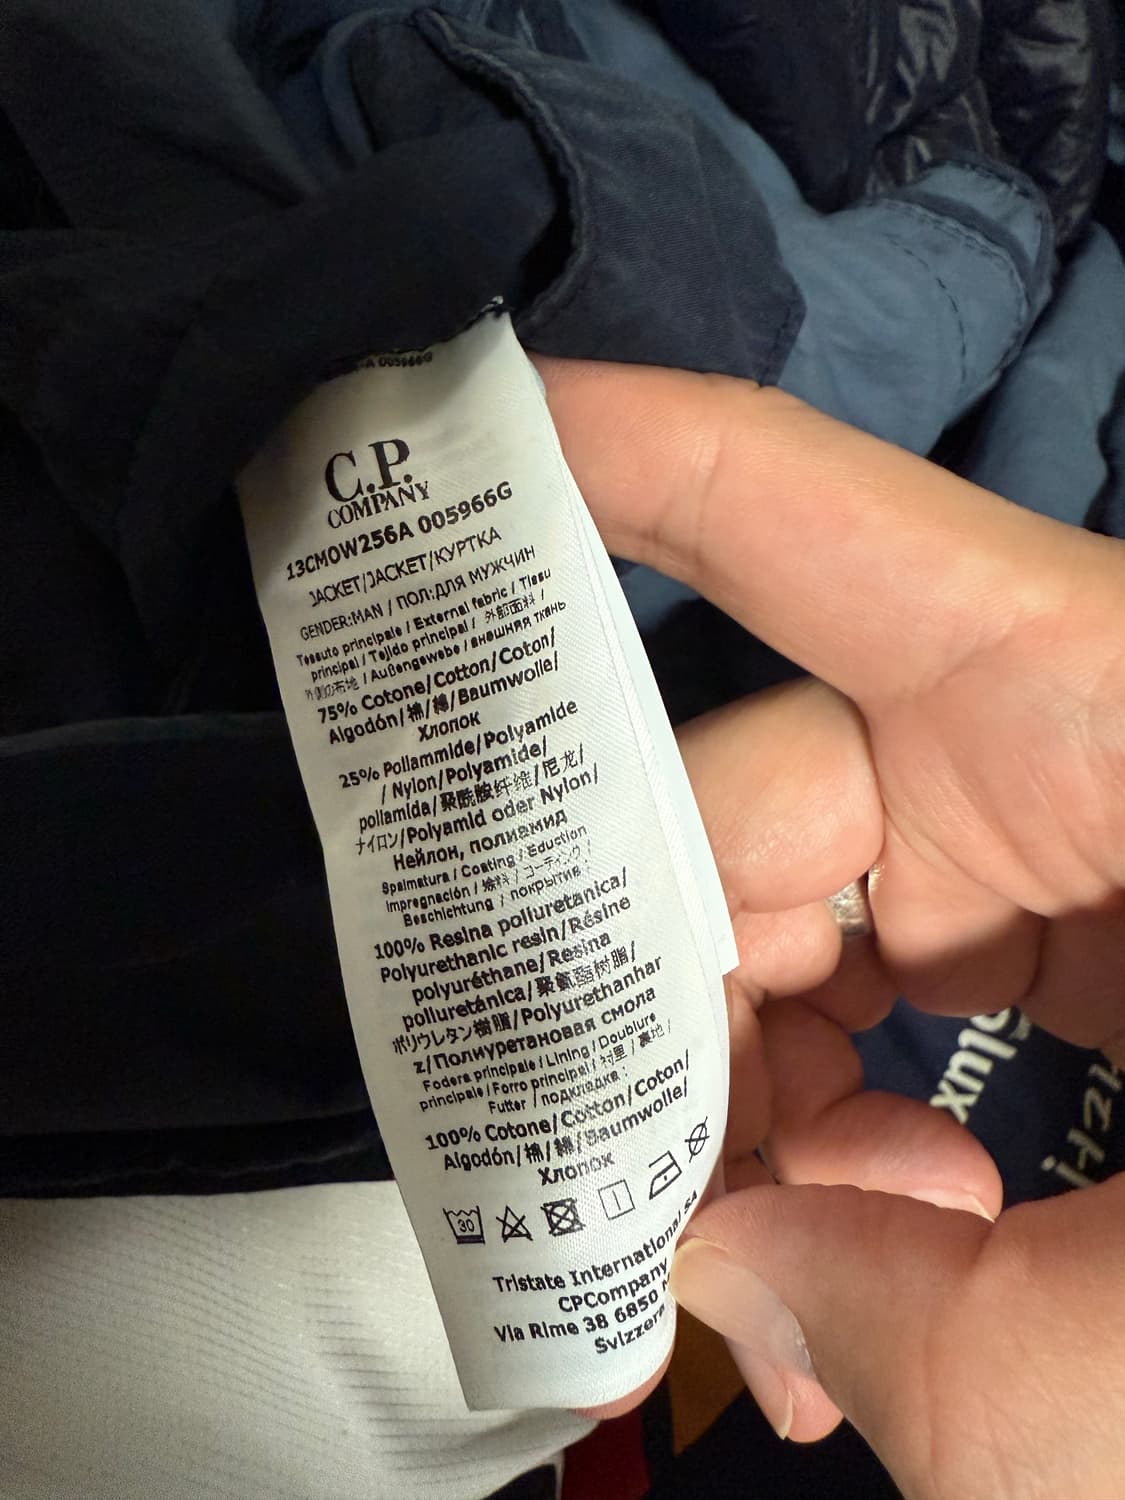 -A 005966G
C.P.
COMPANY
13CMOW256A 005966G
JACKET/JACKET/КУРТКА
GENDER:MAN / ПОЛ:ДЛЯ МУЖЧИН
Tessuto principale / External fabric / Tissu
principal / Tejido principal / 外部面料 /
外側の布地 / Außengewebe / внешняя ткань
75% Cotone/Cotton/Coton/
Algodón/棉/綿/Baumwolle/
Хлопок
25% Poliammide/Polyamide
/ Nylon/Polyamide/
poliamida/聚酰胺纤维/尼龙/
ナイロン/Polyamid oder Nylon/
Нейлон, полиамид
Spalmatura / Coating / Eduction
Impregnación / 涂料 / コーティング /
Beschichtung / покрытие :
100% Resina poliuretanica/
Polyurethanic resin/Résine
polyuréthane/Resina
poliuretánica/聚氨酯树脂/
ポリウレタン樹脂/Polyurethanhar
z/Полиуретановая смола
Fodera principale / Lining / Doublure
principale / Forro principal / 衬里 / 裏地 /
Futter / подкладка :
100% Cotone/Cotton/Coton/
Algodón/棉/綿/Baumwolle/
Хлопок
30
Tristate International SA
CPCompany
Via Rime 38 6850
Svizzera